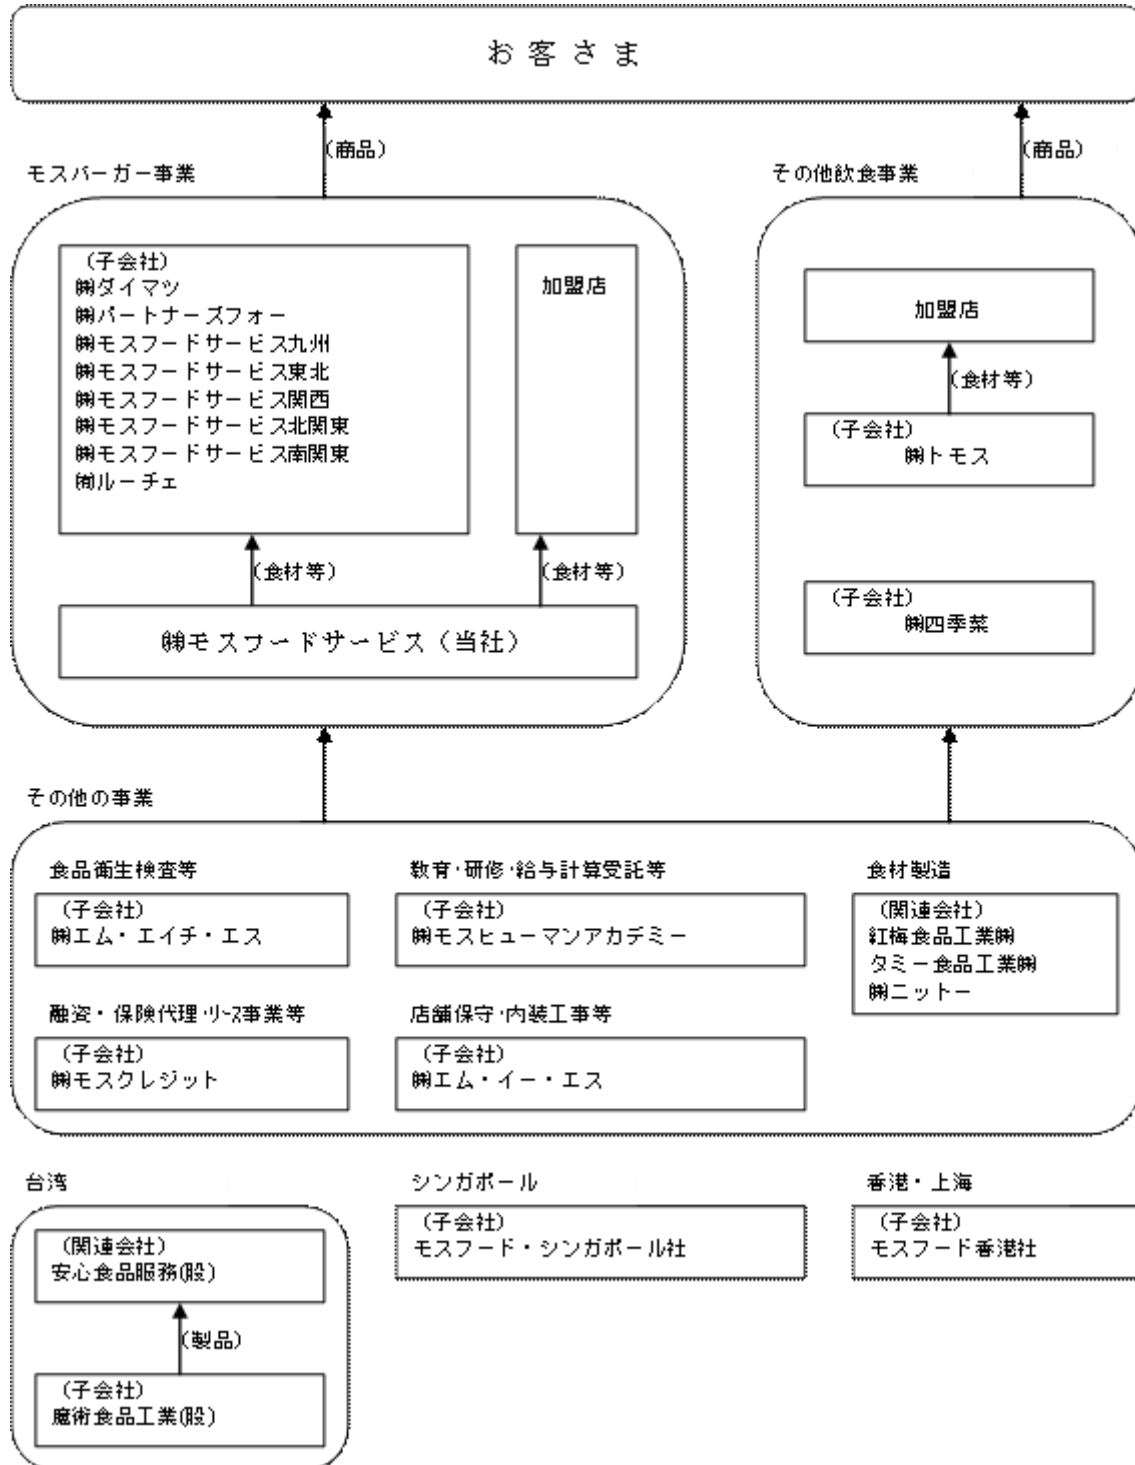 お客さま
(商品)
(商品)
モスバーガー事業
その他飲食事業
(子会社)
㈱ダイマツ
㈱パートナーズフォー
㈱モスフードサービス九州
㈱モスフードサービス東北
㈱モスフードサービス関西
㈱モスフードサービス北関東
㈱モスフードサービス南関東
㈲ルーチェ
加盟店
(食材等)
(食材等)
㈱モスフードサービス(当社)
加盟店
(食材等)
(子会社)
㈱トモス
(子会社)
㈱四季菜
その他の事業
食品衛生検査等
(子会社)
㈱エム・エイチ・エス
教育・研修・給与計算受託等
(子会社)
㈱モスヒューマンアカデミー
食材製造
(関連会社)
紅梅食品工業㈱
タミー食品工業㈱
㈱ニットー
融資・保険代理・リース事業等
(子会社)
㈱モスクレジット
店舗保守・内装工事等
(子会社)
㈱エム・イー・エス
台湾
(関連会社)
安心食品服務(股)
(製品)
(子会社)
魔術食品工業(股)
シンガポール
(子会社)
モスフード・シンガポール社
香港・上海
(子会社)
モスフード香港社